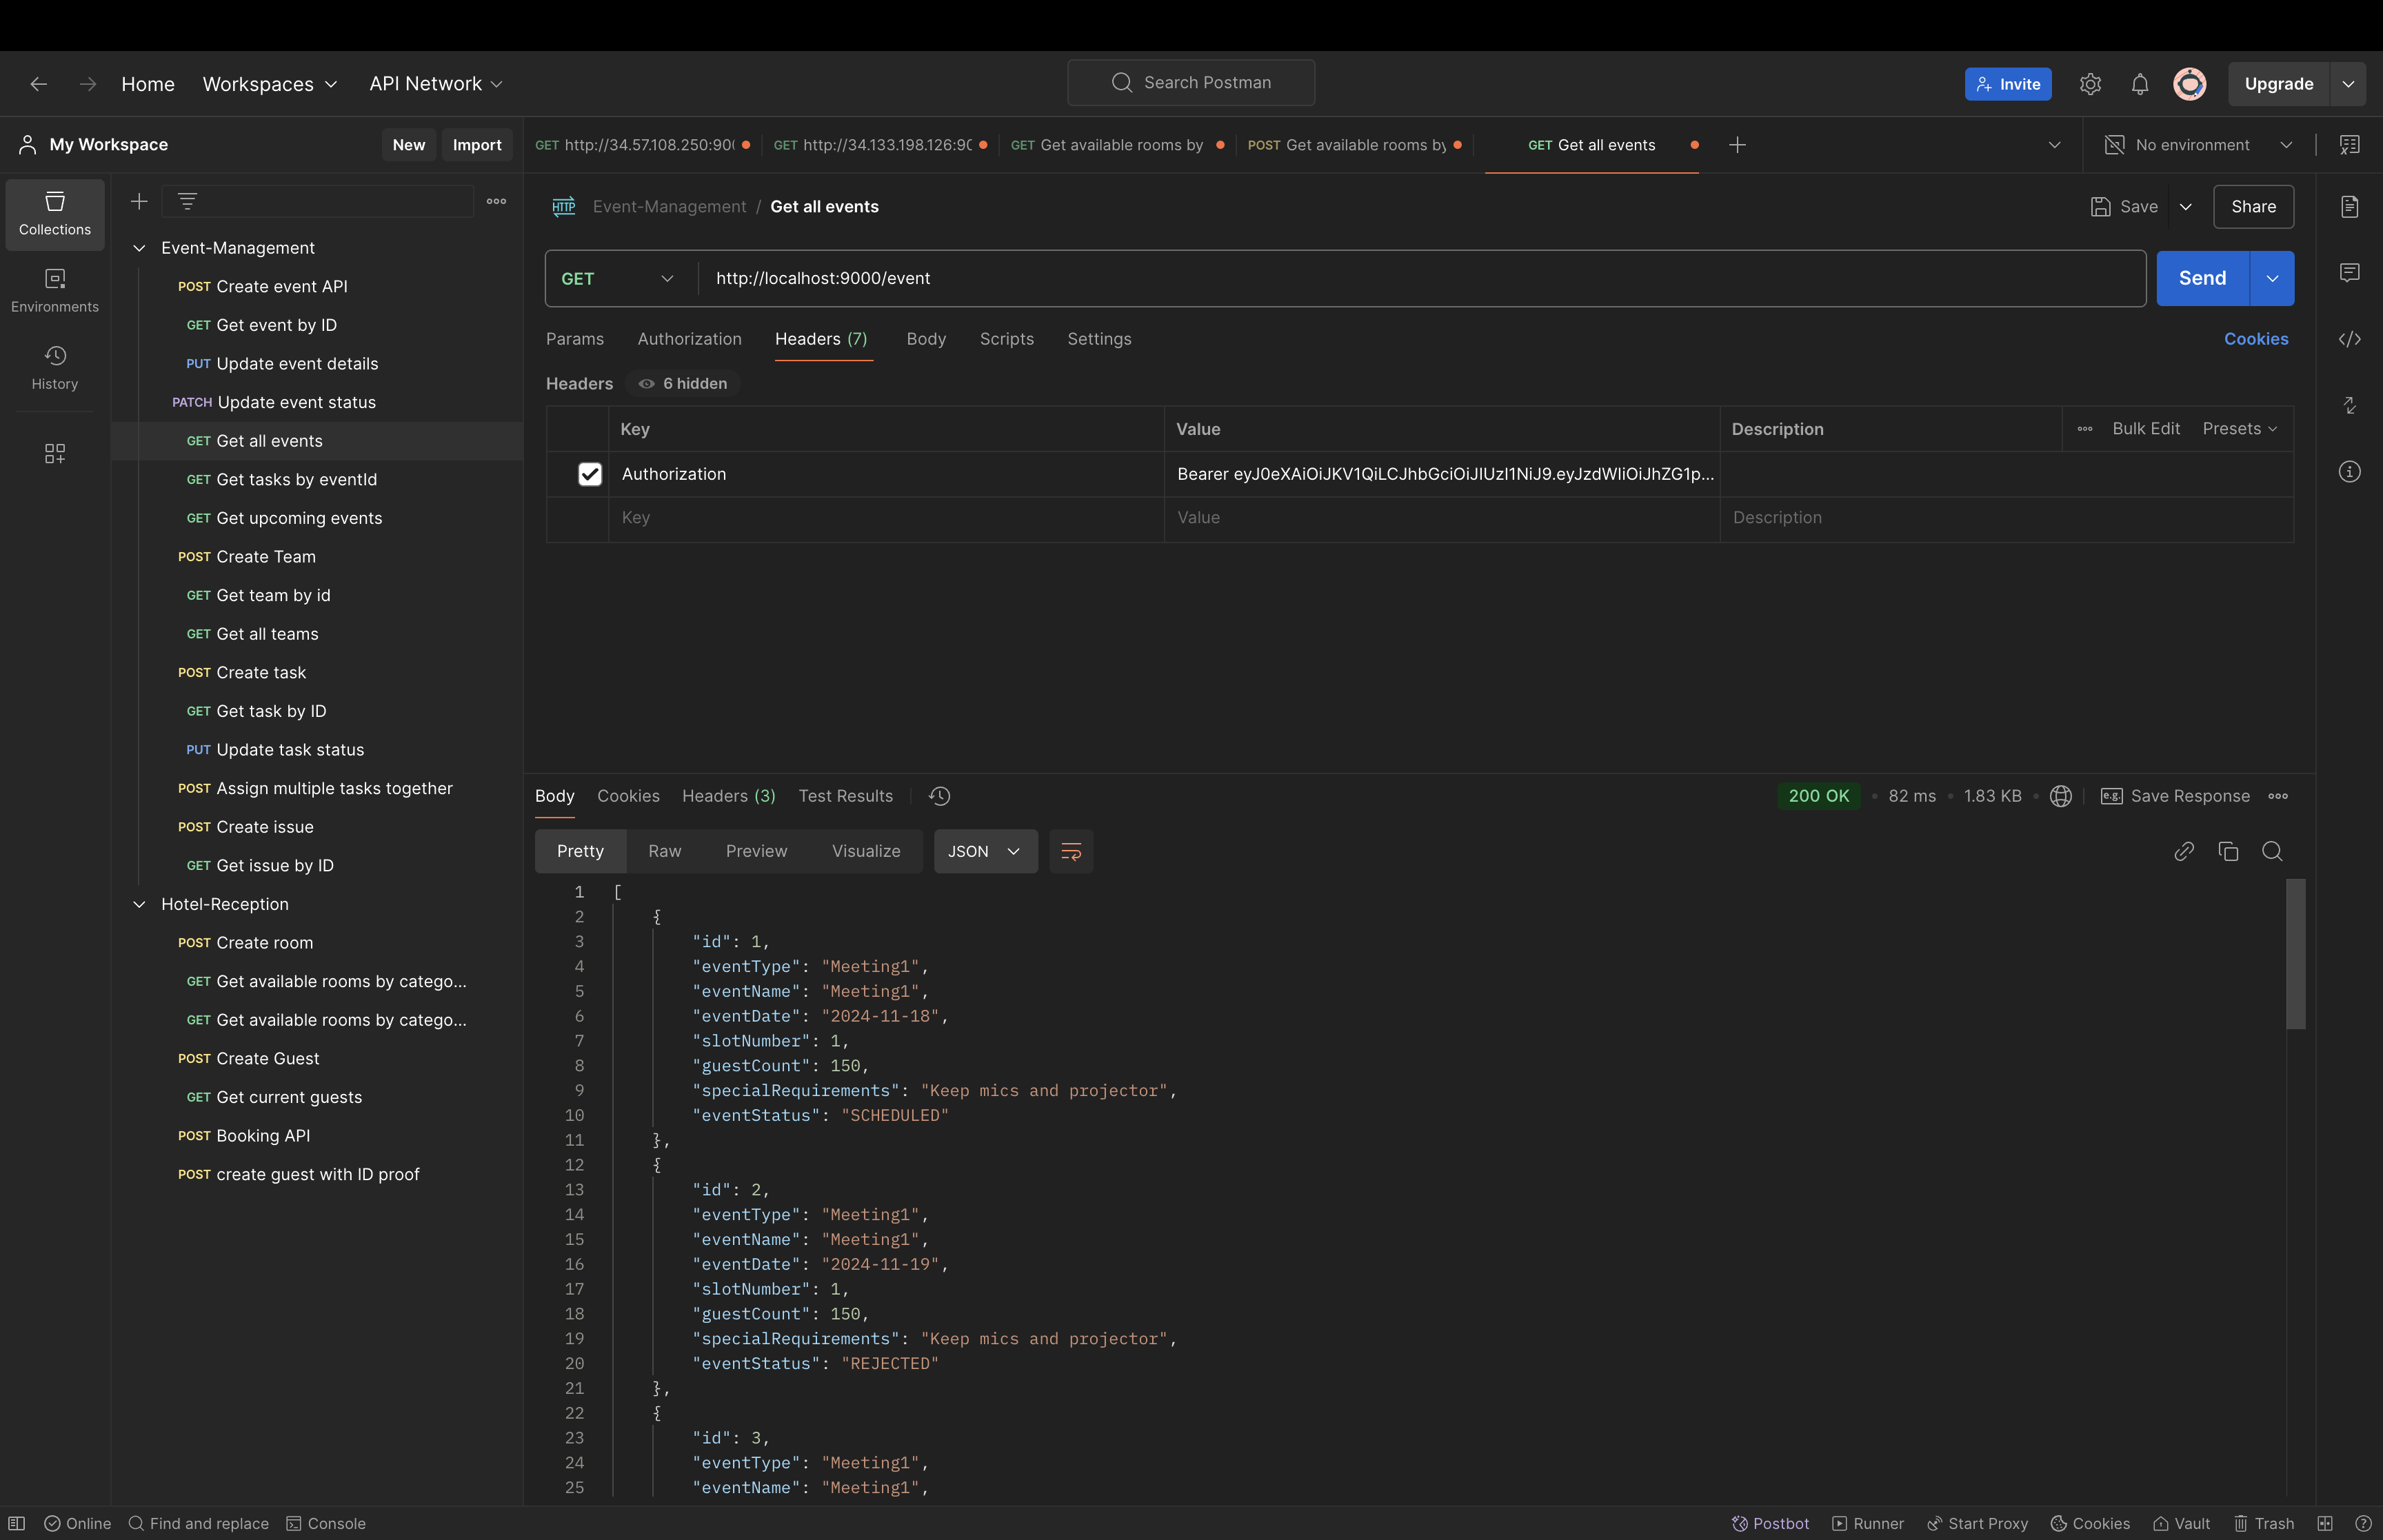 Home Workspaces API Network Search Postman Invite Upgrade
My Workspace New Import GET http://34.57.108.250:90 GET http://34.133.198.126:9 GET Get available rooms by POST Get available rooms by GET Get all events No environment
Collections
Environments
History
Event-Management
POST Create event API
GET Get event by ID
PUT Update event details
PATCH Update event status
GET Get all events
GET Get tasks by eventId
GET Get upcoming events
POST Create Team
GET Get team by id
GET Get all teams
POST Create task
GET Get task by ID
PUT Update task status
POST Assign multiple tasks together
POST Create issue
GET Get issue by ID
Hotel-Reception
POST Create room
GET Get available rooms by catego...
GET Get available rooms by catego...
POST Create Guest
GET Get current guests
POST Booking API
POST create guest with ID proof
HTTP Event-Management / Get all events Save Share
GET http://localhost:9000/event Send
Params Authorization Headers (7) Body Scripts Settings Cookies
Headers 6 hidden
Key Value Description Bulk Edit Presets
Authorization Bearer eyJ0eXAiOiJKV1QiLCJhbGciOiJIUzI1NiJ9.eyJzdWIiOiJhZG1p...
Key Value Description
Body Cookies Headers (3) Test Results 200 OK 82 ms 1.83 KB e.g. Save Response
Pretty Raw Preview Visualize JSON
1 [
2 {
3 "id": 1,
4 "eventType": "Meeting1",
5 "eventName": "Meeting1",
6 "eventDate": "2024-11-18",
7 "slotNumber": 1,
8 "guestCount": 150,
9 "specialRequirements": "Keep mics and projector",
10 "eventStatus": "SCHEDULED"
11 },
12 {
13 "id": 2,
14 "eventType": "Meeting1",
15 "eventName": "Meeting1",
16 "eventDate": "2024-11-19",
17 "slotNumber": 1,
18 "guestCount": 150,
19 "specialRequirements": "Keep mics and projector",
20 "eventStatus": "REJECTED"
21 },
22 {
23 "id": 3,
24 "eventType": "Meeting1",
25 "eventName": "Meeting1",
Online Find and replace Console Postbot Runner Start Proxy Cookies Vault Trash